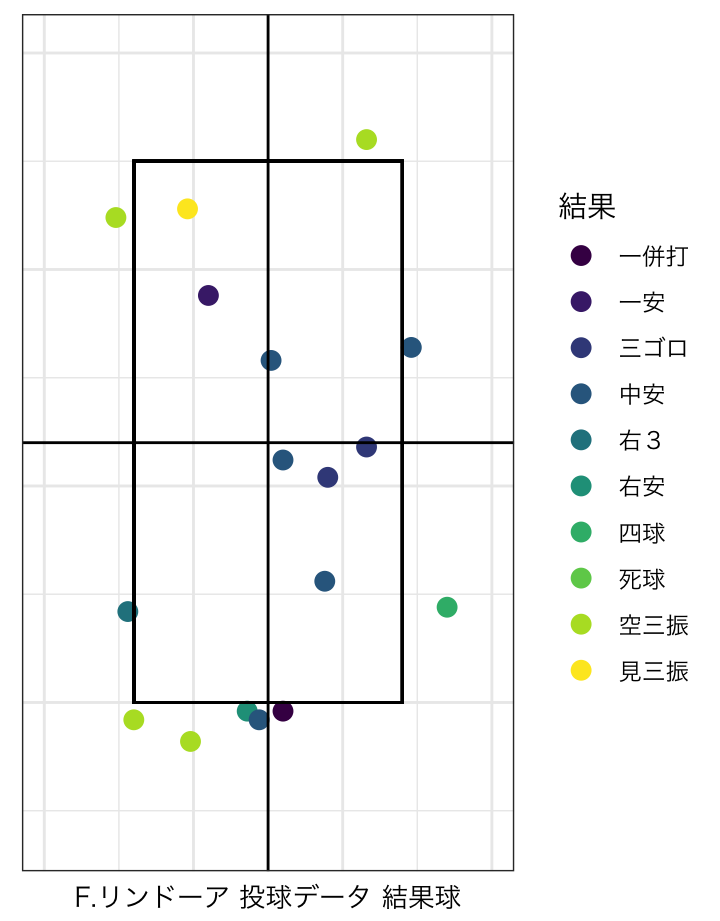 結果
一併打
一安
三ゴロ
中安
右３
右安
四球
死球
空三振
見三振
F.リンドーア 投球データ 結果球